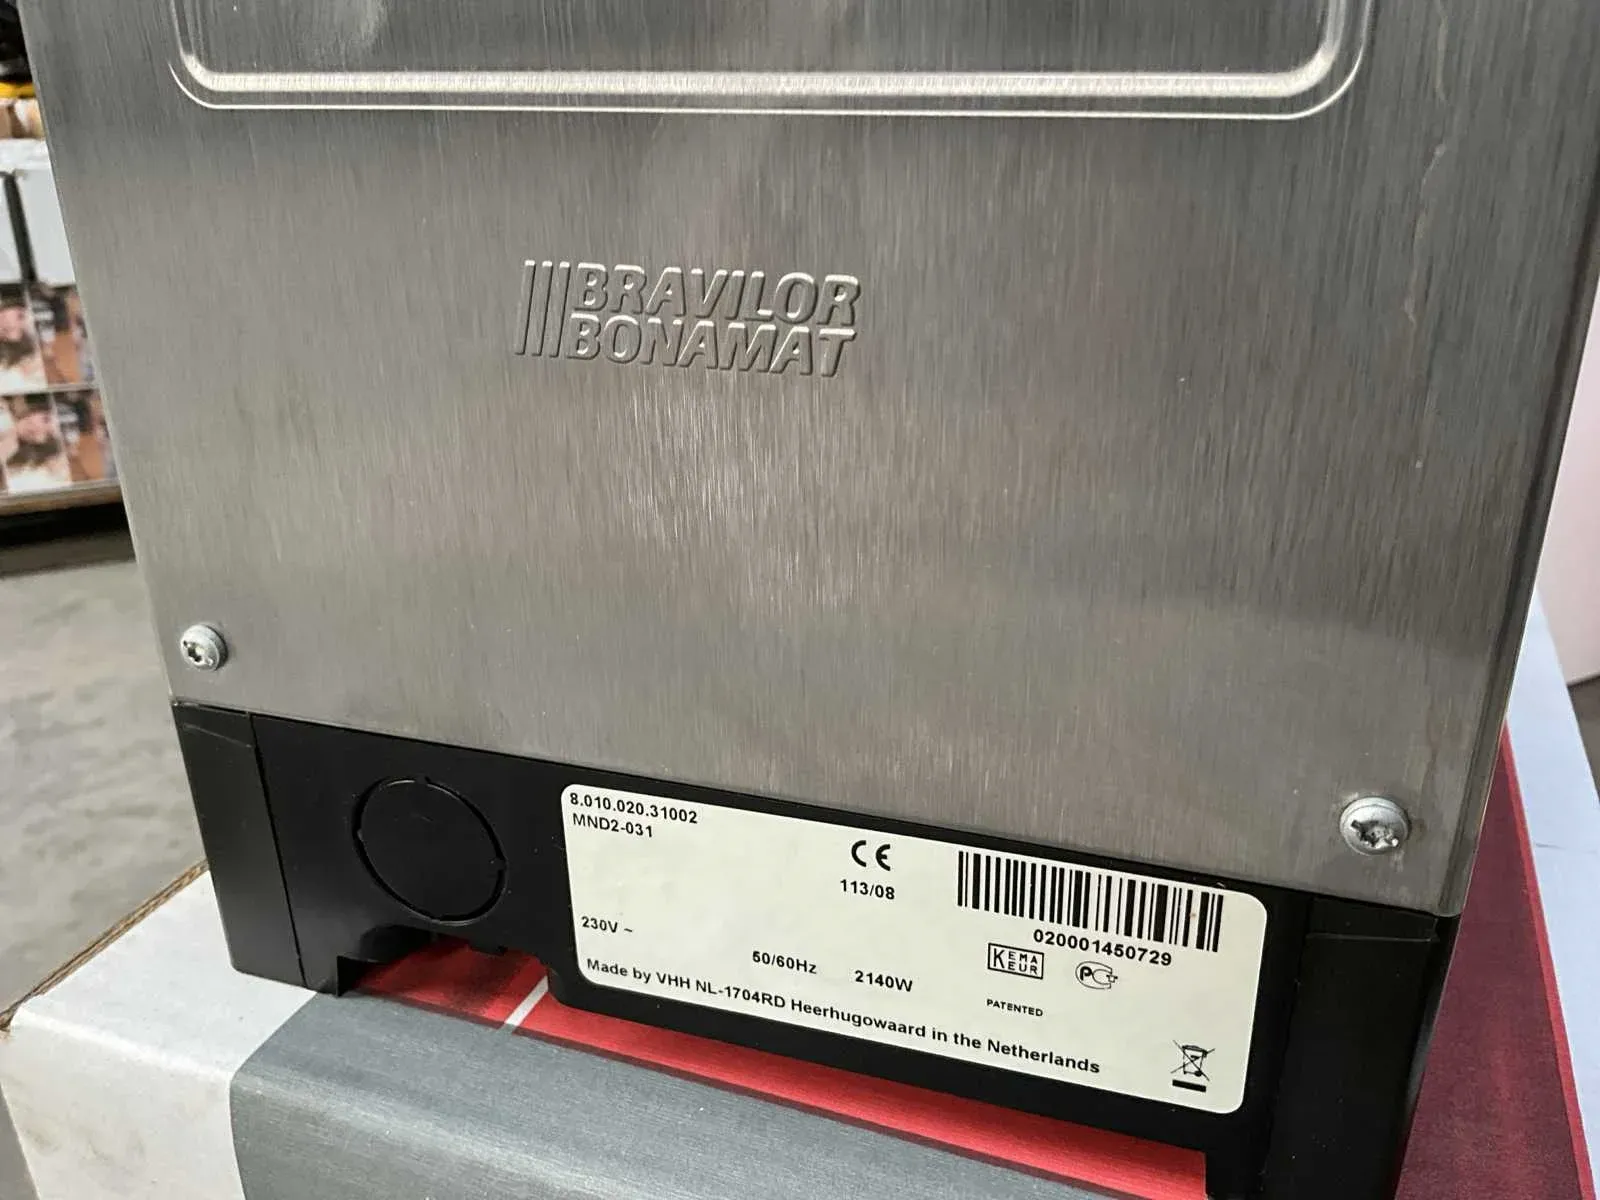 BRAVILOR
BONAMAT
8.010.020.31002
MND2-031
CE
113/08
020001450729
230V ~
50/60Hz
2140W
KEMA
KEUR
PATENTED
Made by VHH NL-1704RD Heerhugowaard in the Netherlands